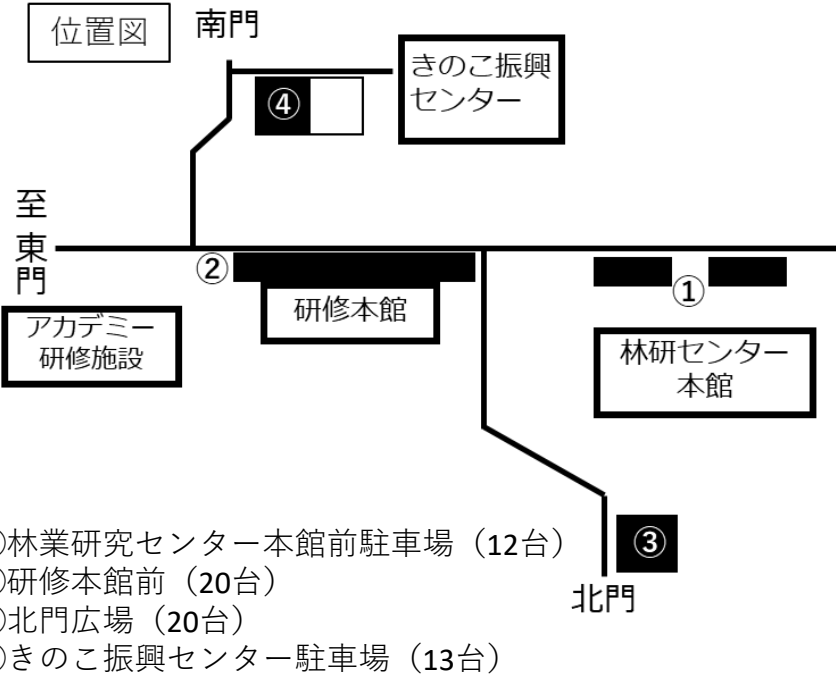 位置図
南門
きのこ振興
センター
④
至
東
門
②
①
研修本館
アカデミー
研修施設
林研センター
本館
③
北門
林業研究センター本館前駐車場（12台）
研修本館前（20台）
北門広場（20台）
きのこ振興センター駐車場（13台）